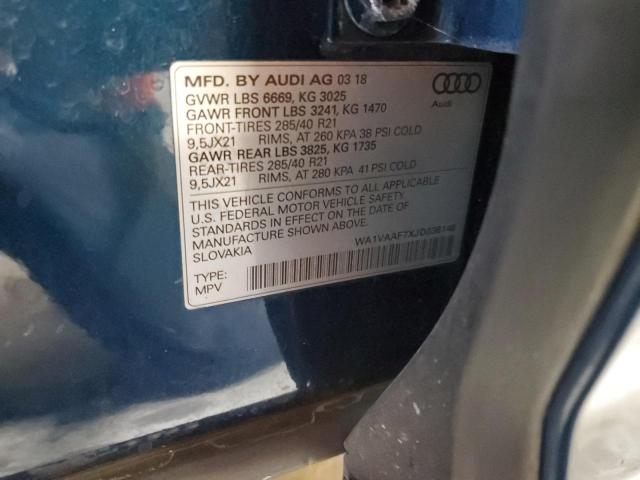 MFD. BY AUDI AG 03 18
GVWR LBS 6669, KG 3025
GAWR FRONT LBS 3241, KG 1470
FRONT-TIRES 285/40 R21
9,5JX21 RIMS, AT 260 KPA 38 PSI COLD
GAWR REAR LBS 3825, KG 1735
REAR-TIRES 285/40 R21
9,5JX21 RIMS, AT 280 KPA 41 PSI COLD
Audi
THIS VEHICLE CONFORMS TO ALL APPLICABLE
U.S. FEDERAL MOTOR VEHICLE SAFETY
STANDARDS IN EFFECT ON THE DATE OF
MANUFACTURE SHOWN ABOVE.
SLOVAKIA
TYPE:
MPV